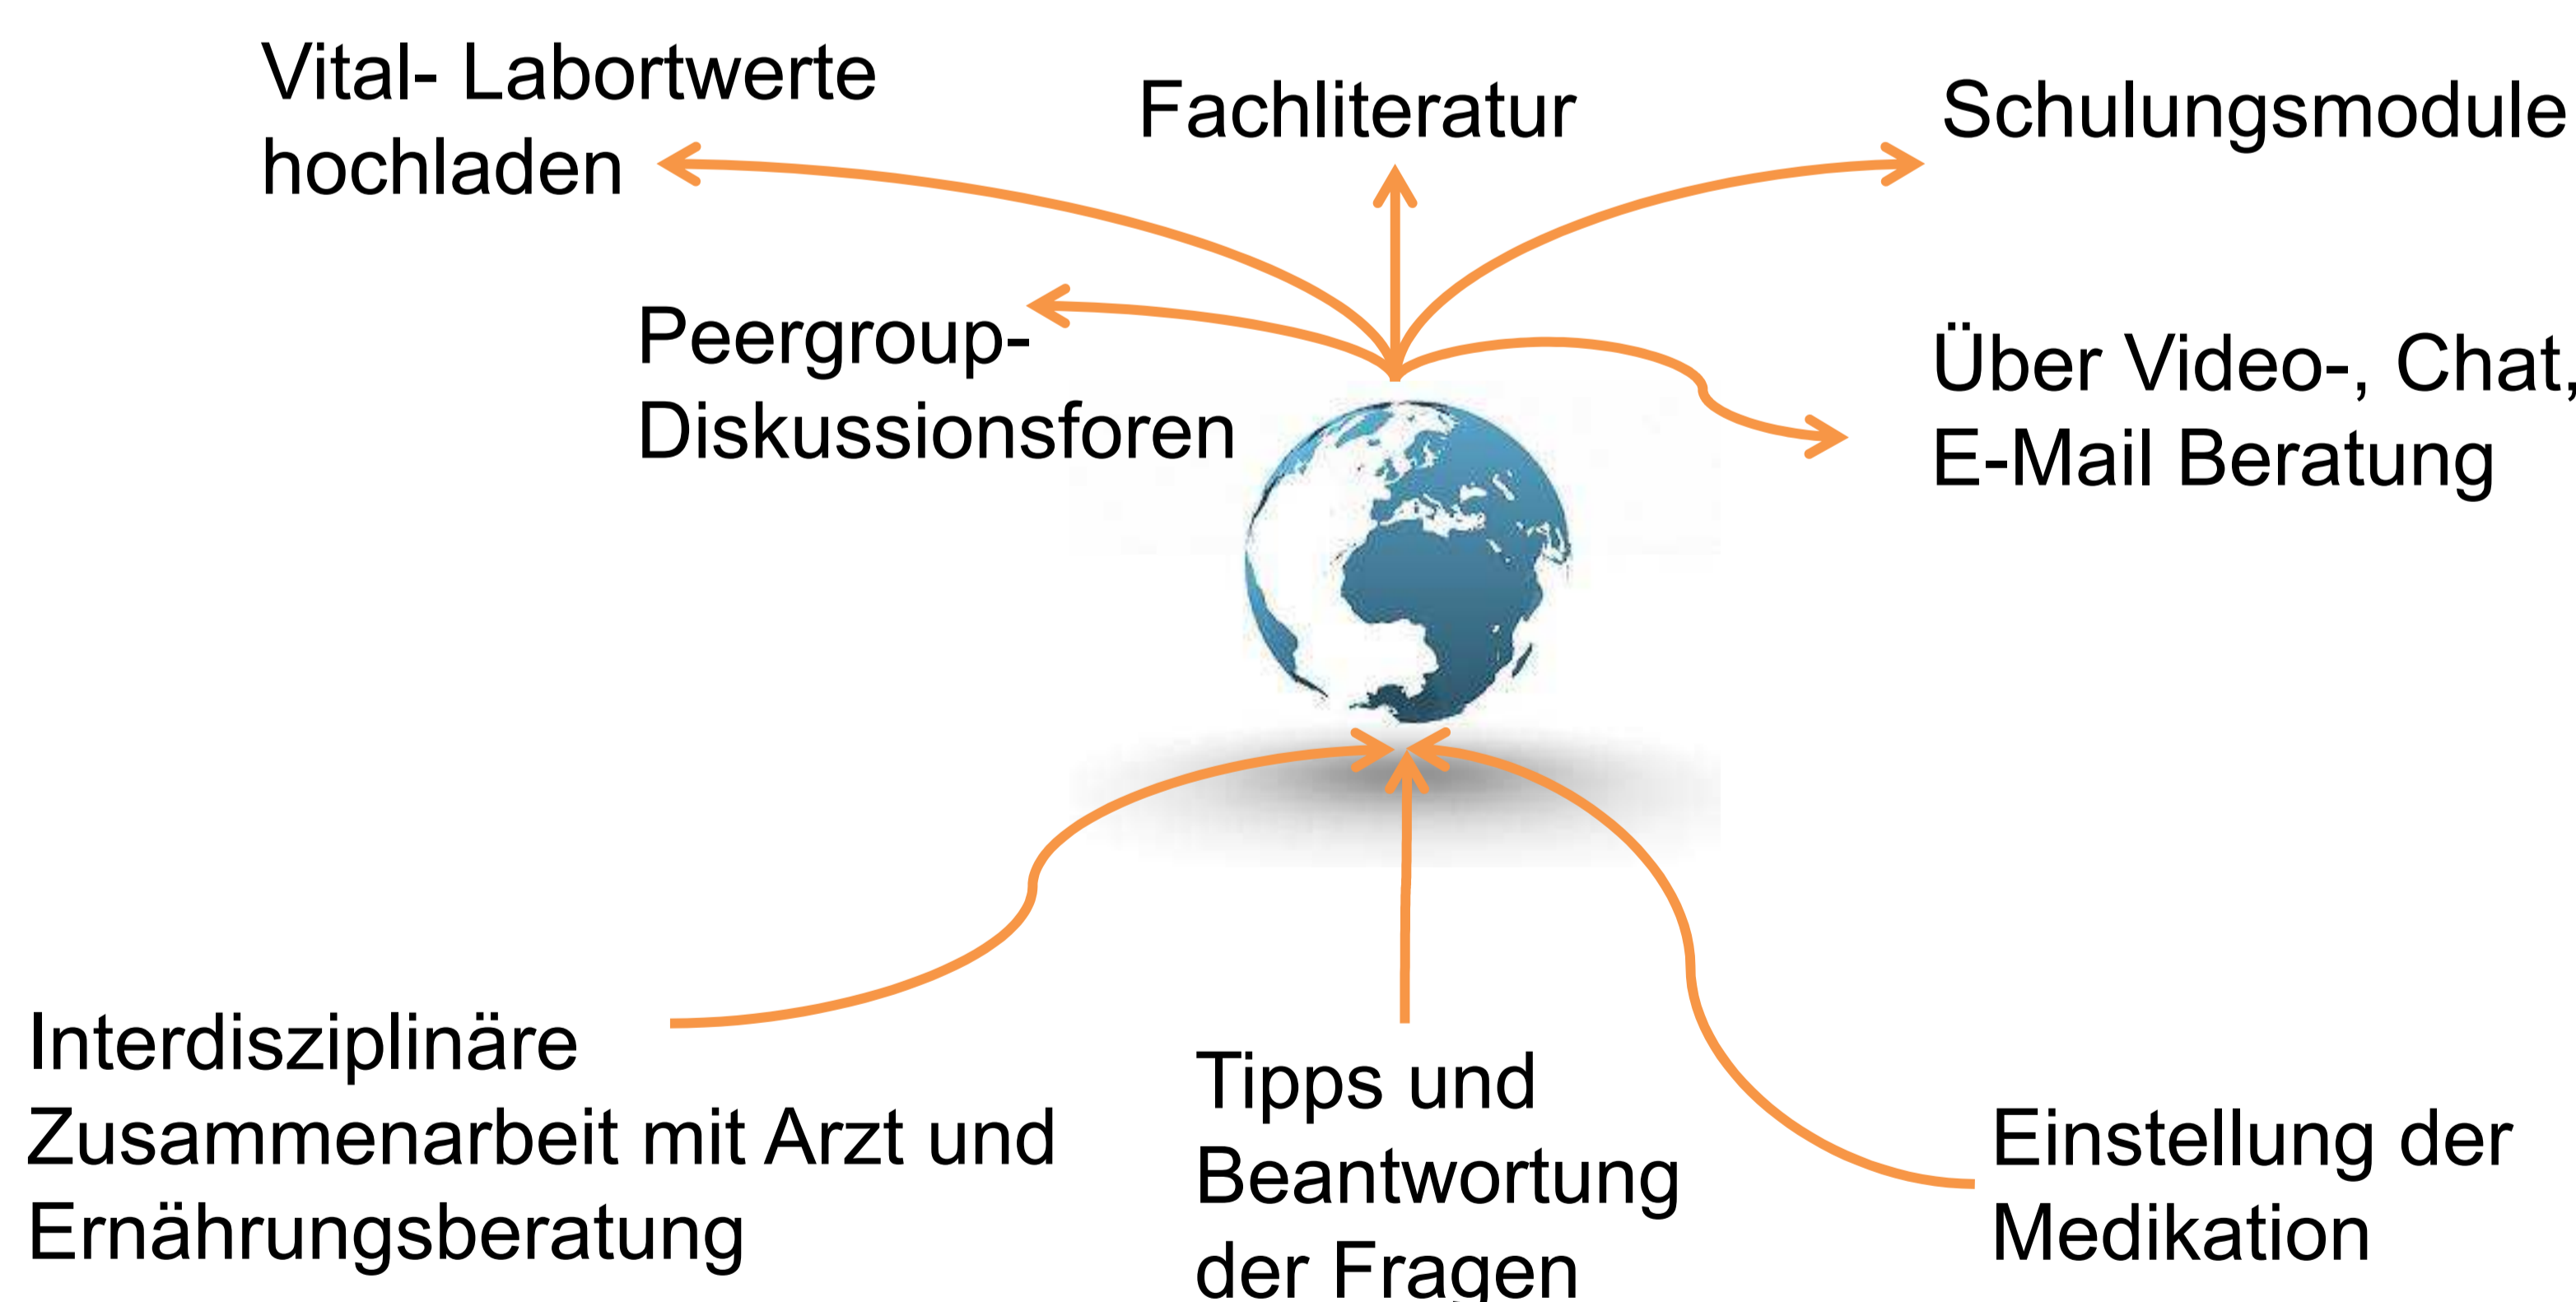 Vital- Labortwerte
hochladen
Fachliteratur
Schulungsmodule
Peergroup-
Diskussionsforen
Über Video-, Chat,
E-Mail Beratung
Interdisziplinäre
Zusammenarbeit mit Arzt und
Ernährungsberatung
Tipps und
Beantwortung
der Fragen
Einstellung der
Medikation